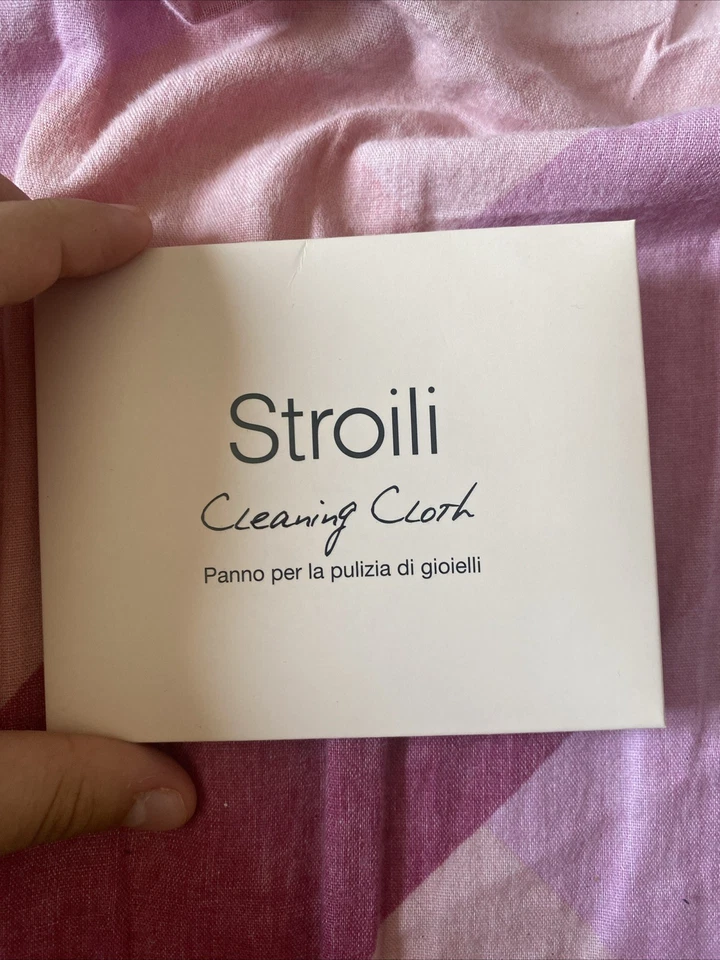 Stroili
Cleaning Cloth
Panno per la pulizia di gioielli